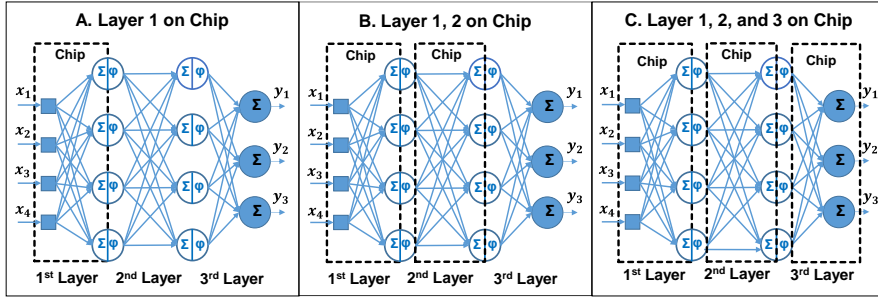 A. Layer 1 on Chip
Chip
x₁
x₂
x₃
x₄
Σ φ Σ φ
Σ φ Σ φ
Σ φ Σ φ
Σ φ Σ φ
Σ
Σ
Σ
y₁
y₂
y₃
1st Layer 2nd Layer 3rd Layer
B. Layer 1, 2 on Chip
Chip Chip
x₁
x₂
x₃
x₄
Σ φ Σ φ
Σ φ Σ φ
Σ φ Σ φ
Σ φ Σ φ
Σ
Σ
Σ
y₁
y₂
y₃
1st Layer 2nd Layer 3rd Layer
C. Layer 1, 2, and 3 on Chip
Chip Chip Chip
x₁
x₂
x₃
x₄
Σ φ Σ φ
Σ φ Σ φ
Σ φ Σ φ
Σ φ Σ φ
Σ
Σ
Σ
y₁
y₂
y₃
1st Layer 2nd Layer 3rd Layer